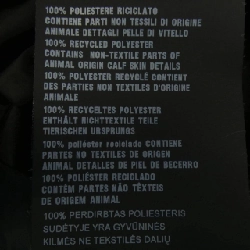 100% POLIESTERE RICICLATO
CONTIENE PARTI NON TESSILI DI ORIGINE
ANIMALE DETTAGLI PELLE DI VITELLO
100% RECYCLED POLYESTER
CONTAINS NON-TEXTILE PARTS OF
ANIMAL ORIGIN CALF SKIN DETAILS
100% POLYESTER RECYCLÉ CONTIENT
DES PARTIES NON TEXTILES D'ORIGINE
ANIMALE
100% RECYCELTES POLYESTER
ENTHÄLT NICHTTEXTILE TEILE
TIERISCHEN URSPRUNGS
100% poliéster reciclado CONTIENE
PARTES NO TEXTILES DE ORIGEN
ANIMAL DETALLES DE PIEL DE BECERRO
100% POLIÉSTER RECICLADO
CONTÉM PARTES NÃO TÊXTEIS
DE ORIGEM ANIMAL
100% PERDIRBTAS POLIESTERIS
SUDĖTYJE YRA GYVŪNINĖS
KILMĖS NE TEKSTILĖS DALIŲ